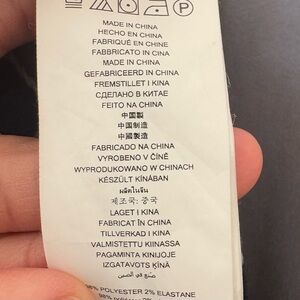 P
MADE IN CHINA
HECHO EN CHINA
FABRIQUÉ EN CHINE
FABBRICATO IN CINA
MADE IN CHINA
GEFABRICEERD IN CHINA
FREMSTILLET I KINA
СДЕЛАНО В КИТАЕ
FEITO NA CHINA
中国製
中国制造
中國製造
FABRICADO NA CHINA
VYROBENO V ČÍNĚ
WYPRODUKOWANO W CHINACH
KÉSZÜLT KÍNÁBAN
ผลิตในจีน
제조국: 중국
LAGET I KINA
FABRICAT ÎN CHINA
TILLVERKAD I KINA
VALMISTETTU KIINASSA
PAGAMINTA KINIJOJE
IZGATAVOTS ĶĪNĀ
صنع في الصين
98% POLYESTER 2% ELASTANE